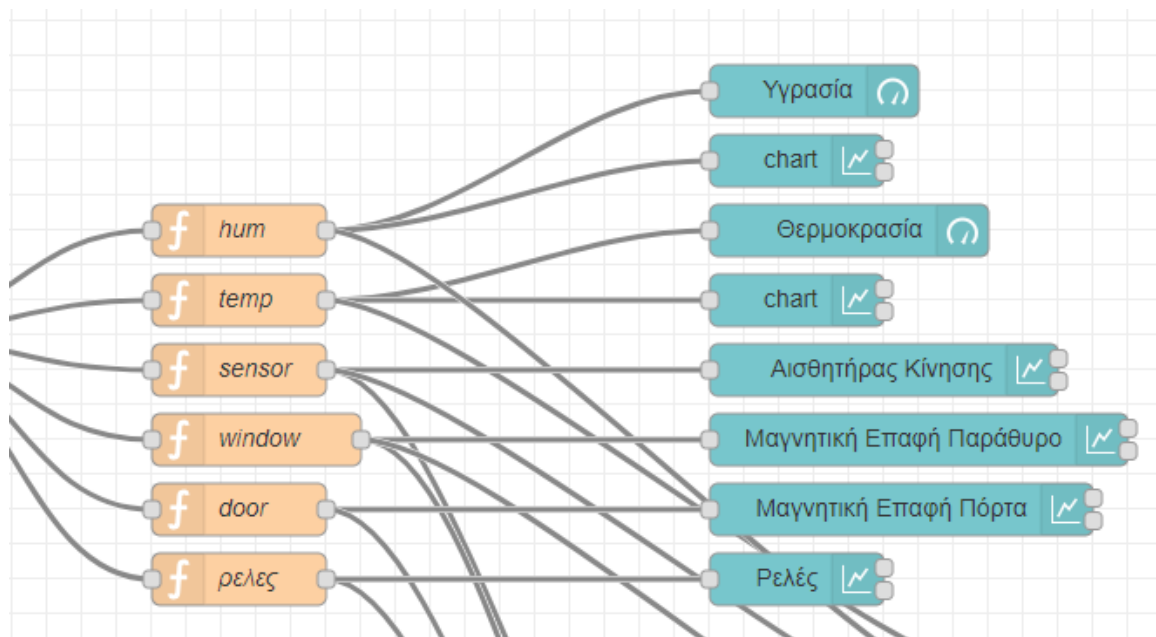 Υγρασία
chart
hum
Θερμοκρασία
temp
chart
sensor
Αισθητήρας Κίνησης
window
Μαγνητική Επαφή Παράθυρο
door
Μαγνητική Επαφή Πόρτα
ρελες
Ρελές